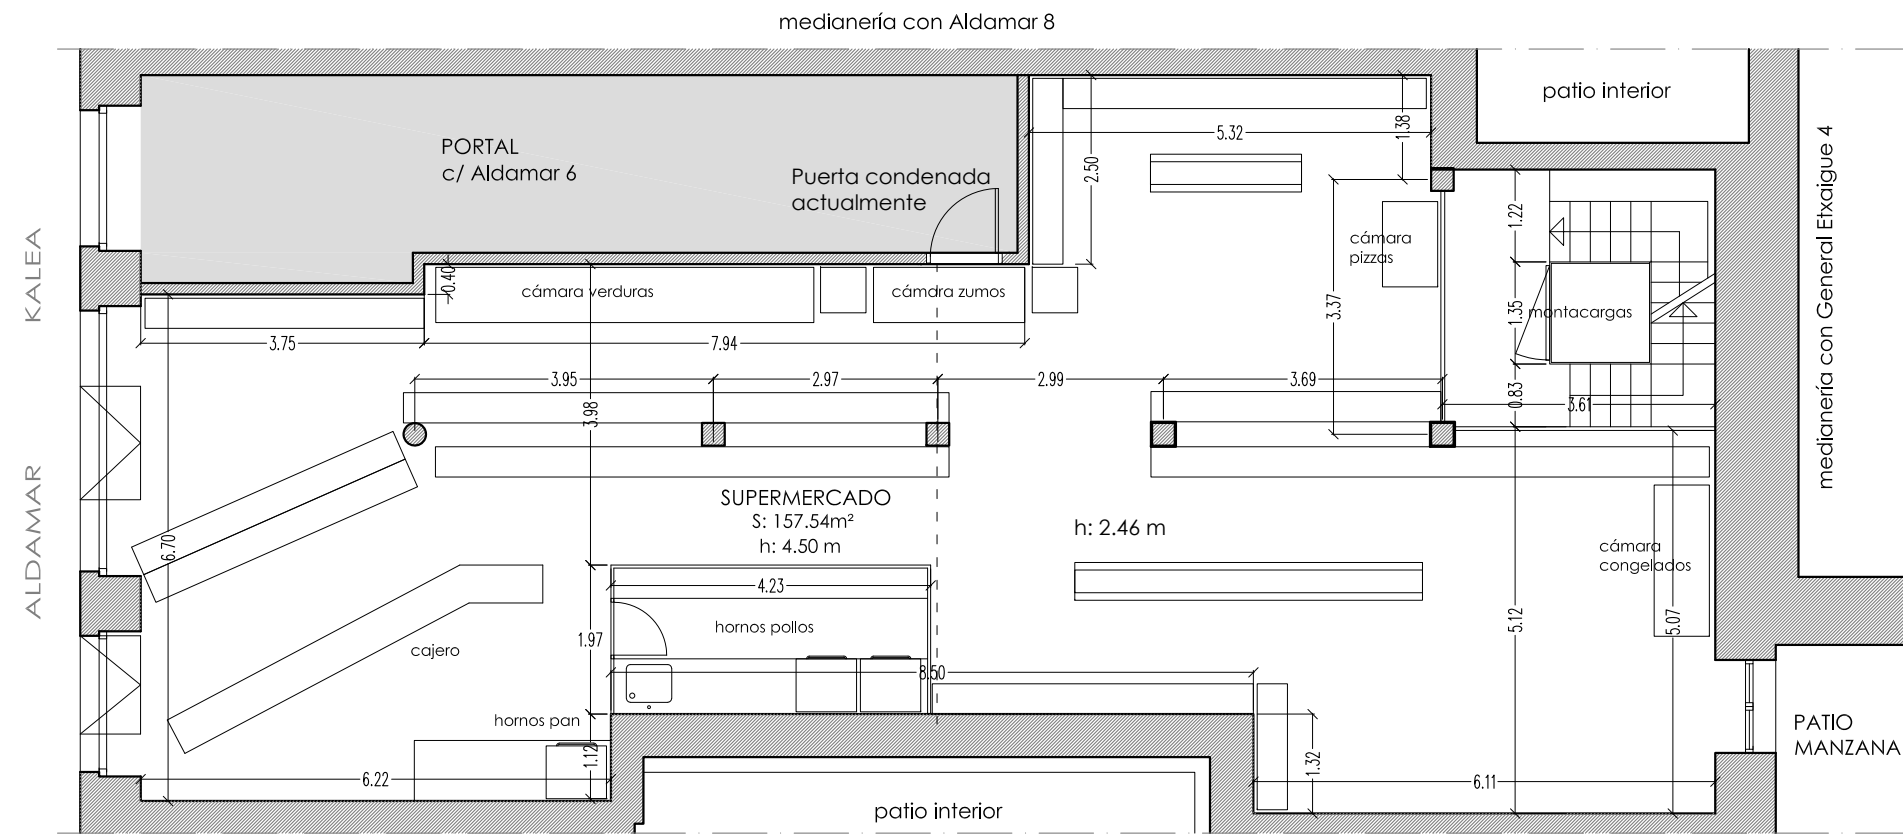 medianería con Aldamar 8
patio interior
PORTAL
c/ Aldamar 6
Puerta condenada
actualmente
5.32
1.38
2.50
1.22
cámara
pizzas
KALEA
ALDAMAR
medianería con General Etxaigue 4
0.40
cámara verduras
cámara zumos
3.37
1.35
montacargas
3.75
7.94
3.95
2.97
2.99
3.69
3.98
0.83
3.61
SUPERMERCADO
S: 157.54m²
h: 4.50 m
h: 2.46 m
6.70
cámara
congelados
4.23
1.97
hornos pollos
5.12
5.07
cajero
8.50
hornos pan
1.12
PATIO
MANZANA
6.22
1.32
6.11
patio interior